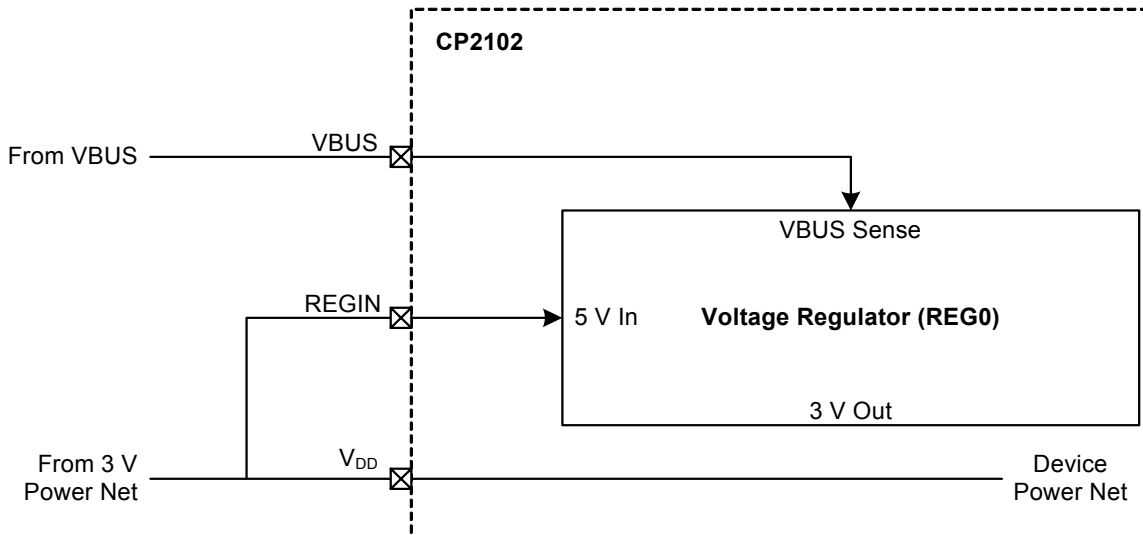 CP2102
VBUS
From VBUS
VBUS Sense
REGIN
5 V In
Voltage Regulator (REG0)
3 V Out
From 3 V
Power Net
VDD
Device
Power Net